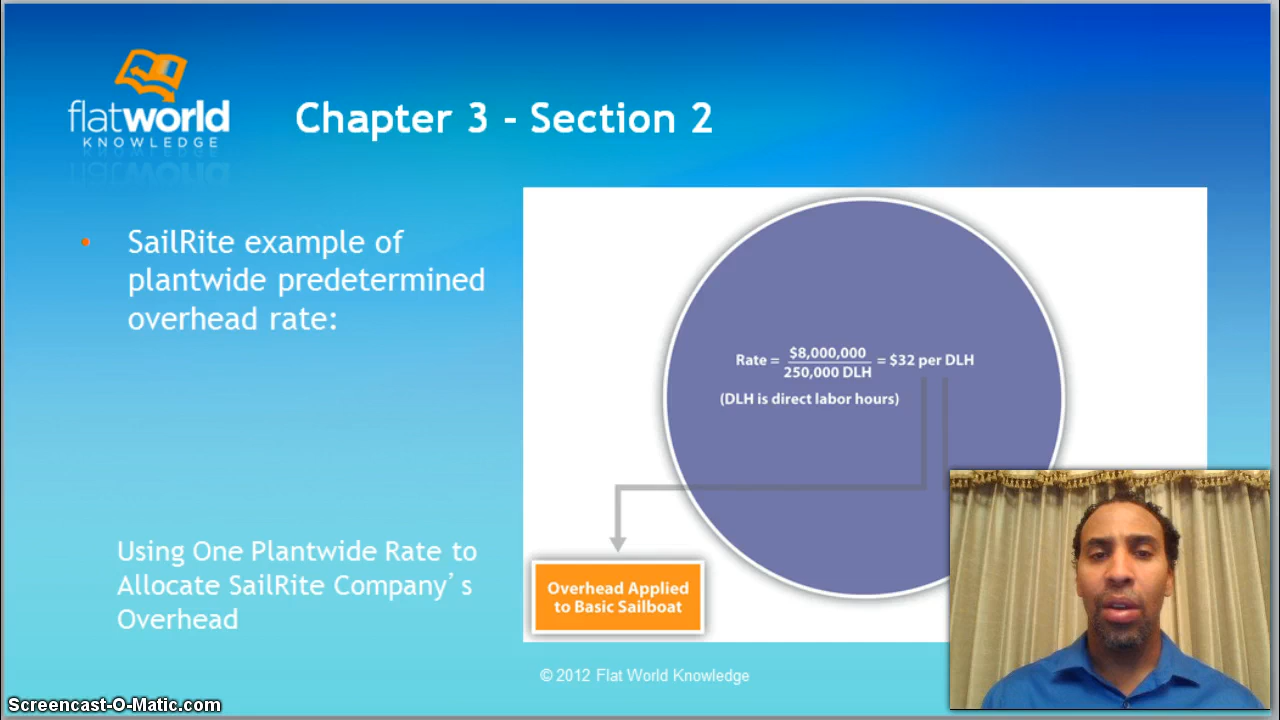 flatworld
KNOWLEDGE
Chapter 3 - Section 2
• SailRite example of
plantwide predetermined
overhead rate:
Rate = $8,000,000 / 250,000 DLH = $32 per DLH
(DLH is direct labor hours)
Overhead Applied
to Basic Sailboat
Using One Plantwide Rate to
Allocate SailRite Company’s
Overhead
© 2012 Flat World Knowledge
Screencast-O-Matic.com